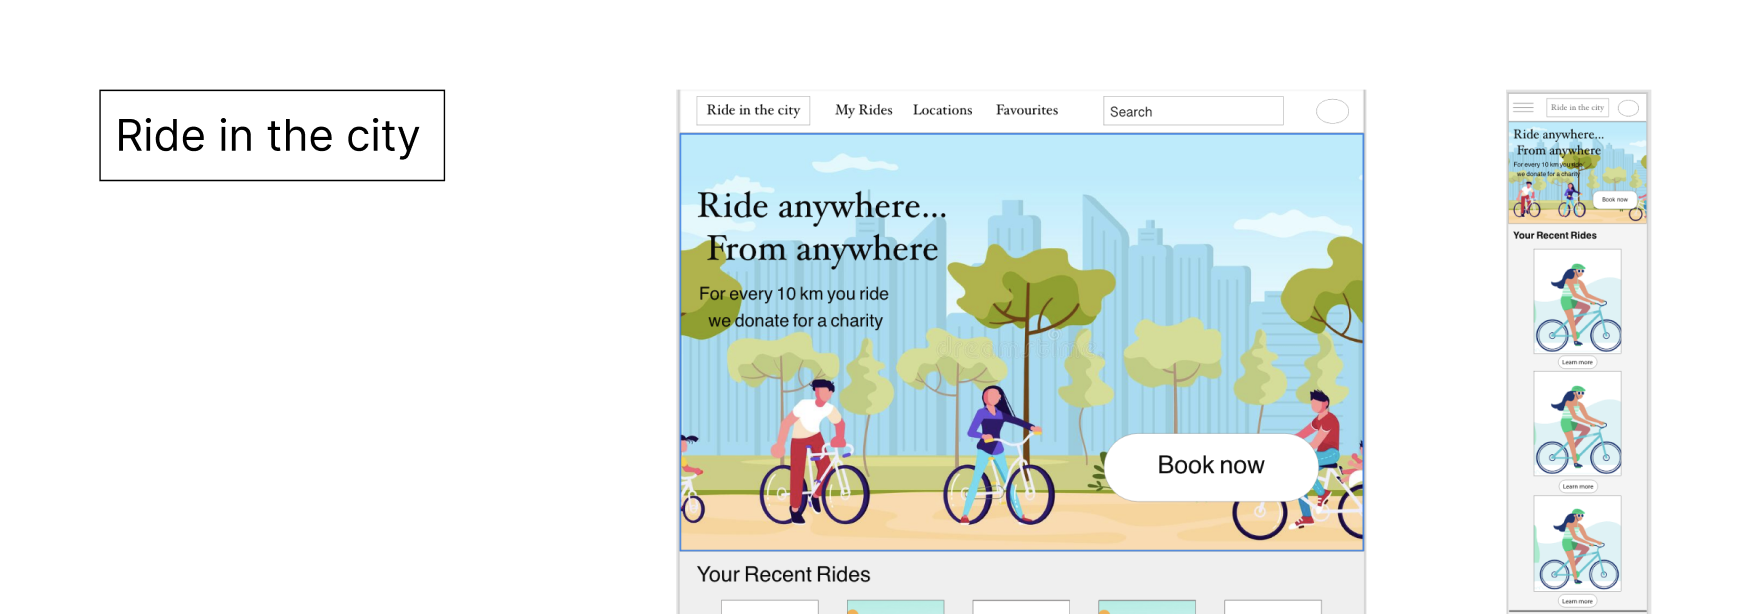 Ride in the city
Ride in the city My Rides Locations Favourites Search
Ride anywhere...
From anywhere
For every 10 km you ride
we donate for a charity
dreamstime
Book now
Your Recent Rides
Ride in the city
Ride anywhere...
From anywhere
For every 10 km you ride
we donate for a charity
Book now
Your Recent Rides
Learn more
Learn more
Learn more